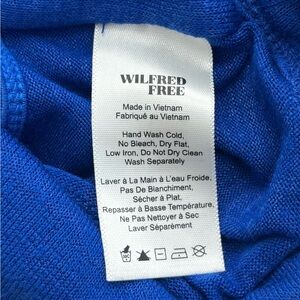 WILFRED
FREE
Made in Vietnam
Fabriqué au Vietnam
Hand Wash Cold,
No Bleach, Dry Flat,
Low Iron, Do Not Dry Clean
Wash Separately
Laver À La Main À L'eau Froide,
Pas De Blanchiment,
Sècher à Plat,
Repasser à Basse Température,
Ne Pas Nettoyer à Sec
Laver Séparèment